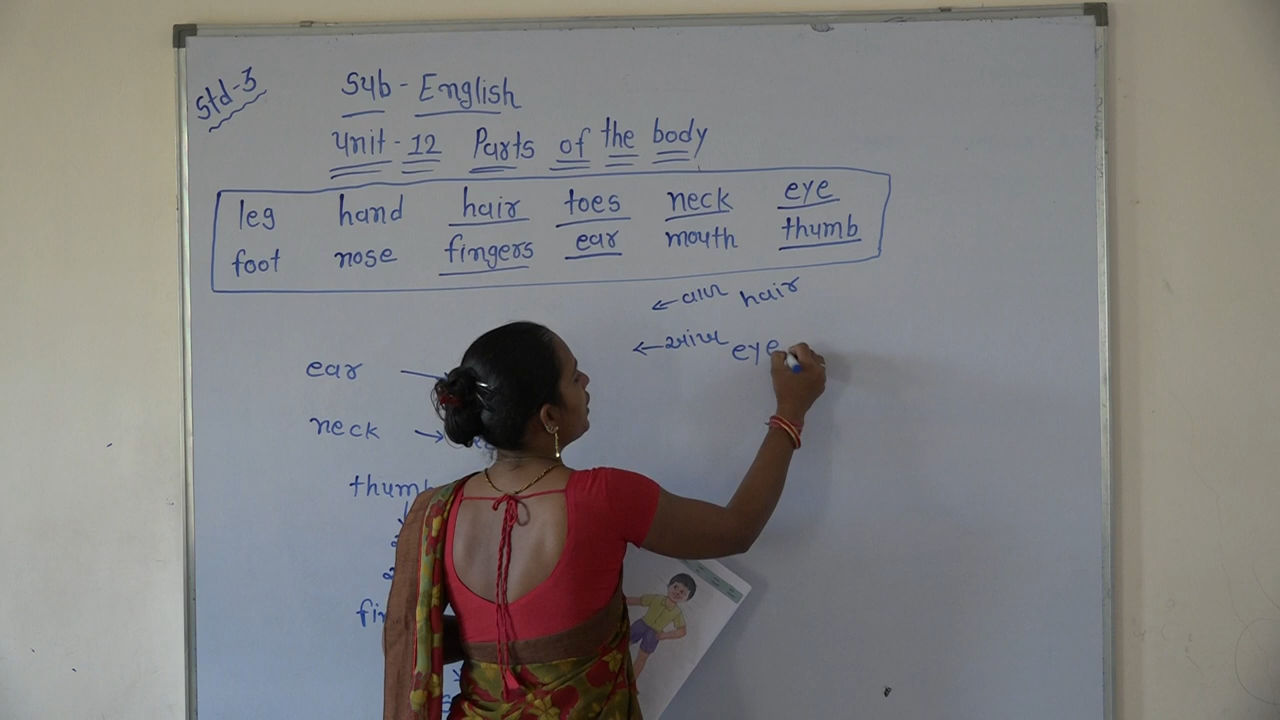 Std-3
Sub - English
Unit - 12 Parts of the body
leg hand hair toes neck eye
foot nose fingers ear mouth thumb
← વાળ hair
← આંખ eye
ear
neck →
thumb